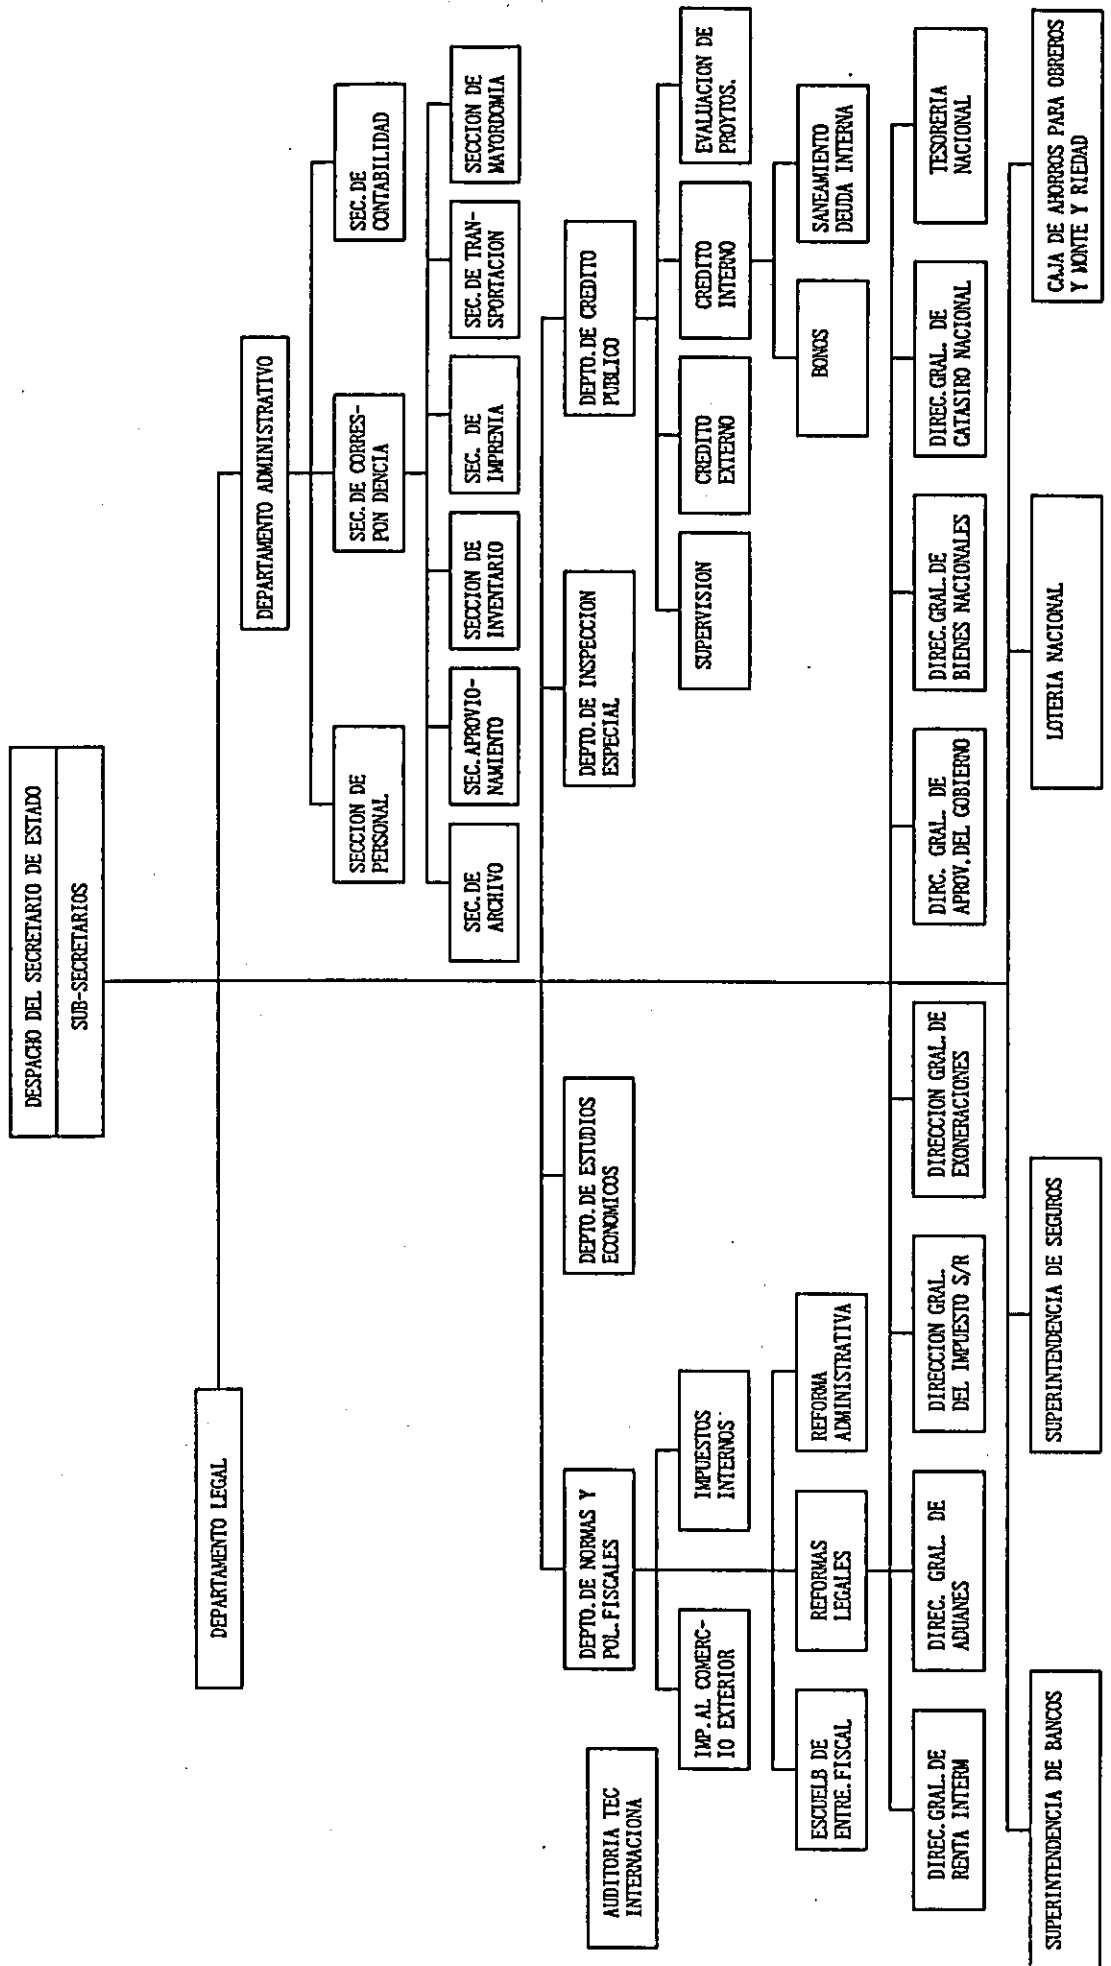 DESPACHO DEL SECRETARIO DE ESTADO
SUB-SECRETARIOS
DEPARTAMENTO LEGAL
DEPARTAMENTO ADMINISTRATIVO
SECCION DE
PERSONAL
SEC.DE CORRES-
PON DENCIA
SEC.DE
CONTABILIDAD
SEC.DE
ARCHIVO
SEC.APROVIO-
NAMIENTO
SECCION DE
INVENTARIO
SEC. DE
IMPRENIA
SEC.DE TRAN-
SPORTACION
SECCION DE
MAYORDOMIA
AUDITORIA TEC
INTERNACIONA
DEPTO.DE NORMAS Y
POL.FISCALES
DEPTO.DE ESTUDIOS
ECONOMICOS
DEPTO.DE INSPECCION
ESPECIAL
DEPTO.DE CREDITO
PUBLICO
IMP.AL COMERC-
IO EXTERIOR
IMPUESTOS
INTERNOS
SUPERVISION
CREDITO
EXTERNO
CREDITO
INTERNO
EVALUACION DE
PROYTOS.
ESCUELB DE
ENTRE.FISCAL
REFORMAS
LEGALES
REFORMA
ADMINISTRATIVA
BONOS
SANEAMIENTO
DEUDA INTERNA
DIREC.GRAL.DE
RENTA INTERM
DIREC. GRAL. DE
ADUANES
DIRECCION GRAL.
DEL IMPUESTO S/R
DIRECCION GRAL.DE
EXONERACIONES
DIRC. GRAL. DE
APROV.DEL GOBIERNO
DIREC.GRAL.DE
BIENES NACIONALES
DIREC.GRAL. DE
CATASIRO NACIONAL
TESORERIA
NACIONAL
SUPERINTENDENCIA DE BANCOS
SUPERINTENDENCIA DE SEGUROS
LOTERIA NACIONAL
CAJA DE AHORROS PARA OBREROS
Y MONTE Y RIEDAD